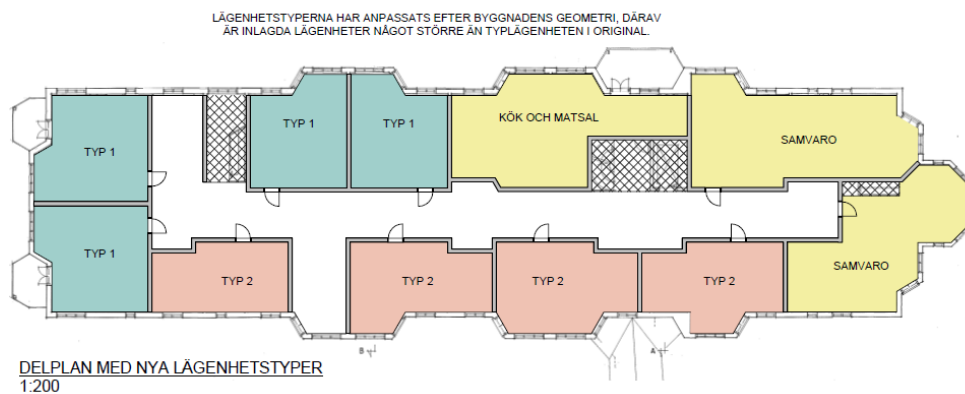 LÄGENHETSTYPERNA HAR ANPASSATS EFTER BYGGNADENS GEOMETRI, DÄRAV
ÄR INLAGDA LÄGENHETER NÅGOT STÖRRE ÄN TYPLÄGENHETEN I ORIGINAL.
TYP 1
TYP 1
TYP 1
KÖK OCH MATSAL
SAMVARO
TYP 1
TYP 2
TYP 2
TYP 2
TYP 2
SAMVARO
B
A
DELPLAN MED NYA LÄGENHETSTYPER
1:200